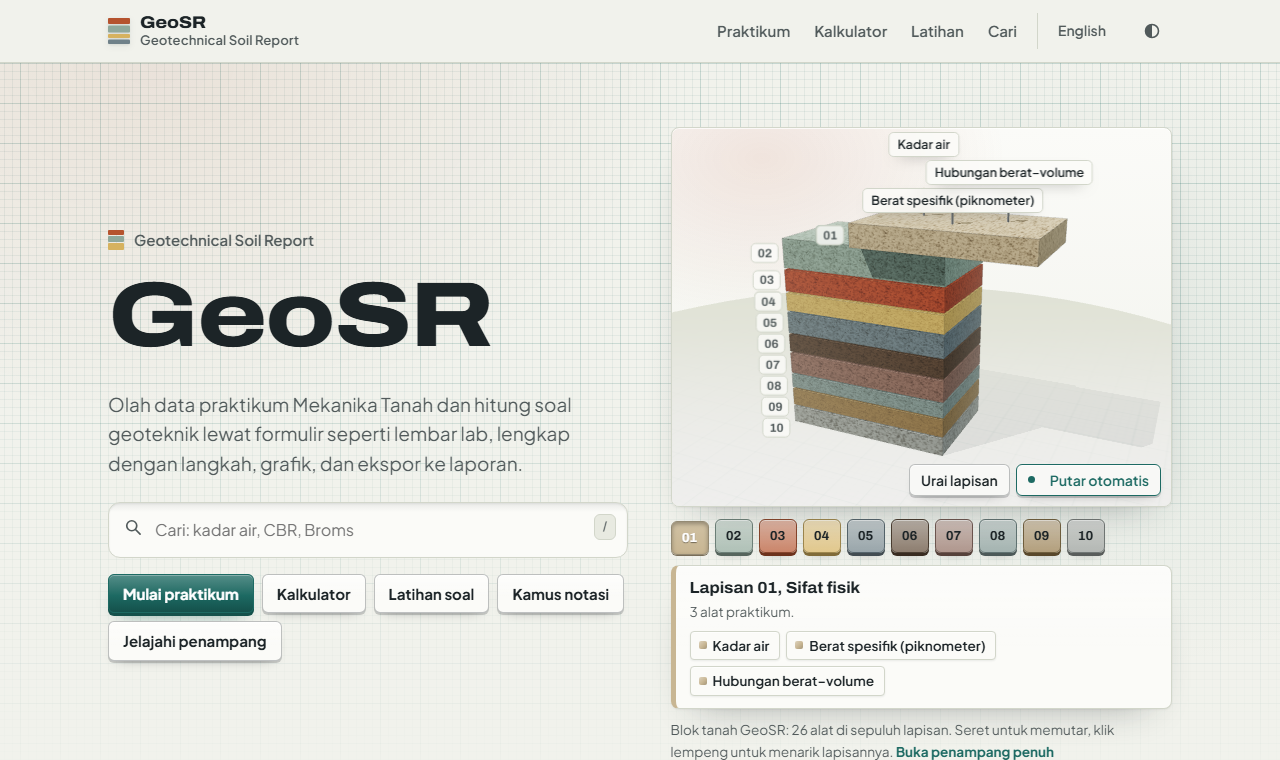 GeoSR
Geotechnical Soil Report
Praktikum
Kalkulator
Latihan
Cari
English
Geotechnical Soil Report
GeoSR
Olah data praktikum Mekanika Tanah dan hitung soal
geoteknik lewat formulir seperti lembar lab, lengkap
dengan langkah, grafik, dan ekspor ke laporan.
Cari: kadar air, CBR, Broms
/
Mulai praktikum
Kalkulator
Latihan soal
Kamus notasi
Jelajahi penampang
Kadar air
Hubungan berat–volume
Berat spesifik (piknometer)
01
02
03
04
05
06
07
08
09
10
Urai lapisan
Putar otomatis
01
02
03
04
05
06
07
08
09
10
Lapisan 01, Sifat fisik
3 alat praktikum.
Kadar air
Berat spesifik (piknometer)
Hubungan berat–volume
Blok tanah GeoSR: 26 alat di sepuluh lapisan. Seret untuk memutar, klik
lempeng untuk menarik lapisannya. Buka penampang penuh